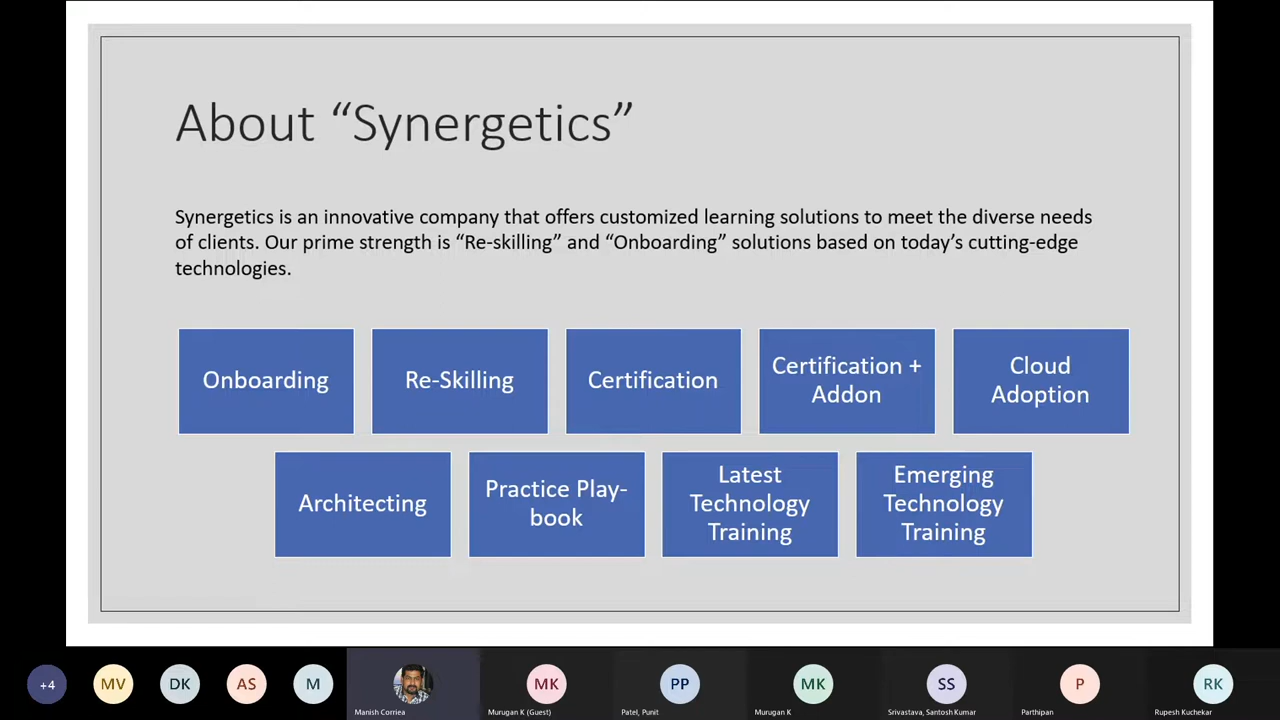 About “Synergetics”
Synergetics is an innovative company that offers customized learning solutions to meet the diverse needs
of clients. Our prime strength is “Re-skilling” and “Onboarding” solutions based on today’s cutting-edge
technologies.
Onboarding
Re-Skilling
Certification
Certification +
Addon
Cloud
Adoption
Architecting
Practice Play-
book
Latest
Technology
Training
Emerging
Technology
Training
+4
MV
DK
AS
M
Manish Corriea
MK
Murugan K (Guest)
PP
Patel, Punit
MK
Murugan K
SS
Srivastava, Santosh Kumar
P
Parthipan
RK
Rupesh Kuchekar